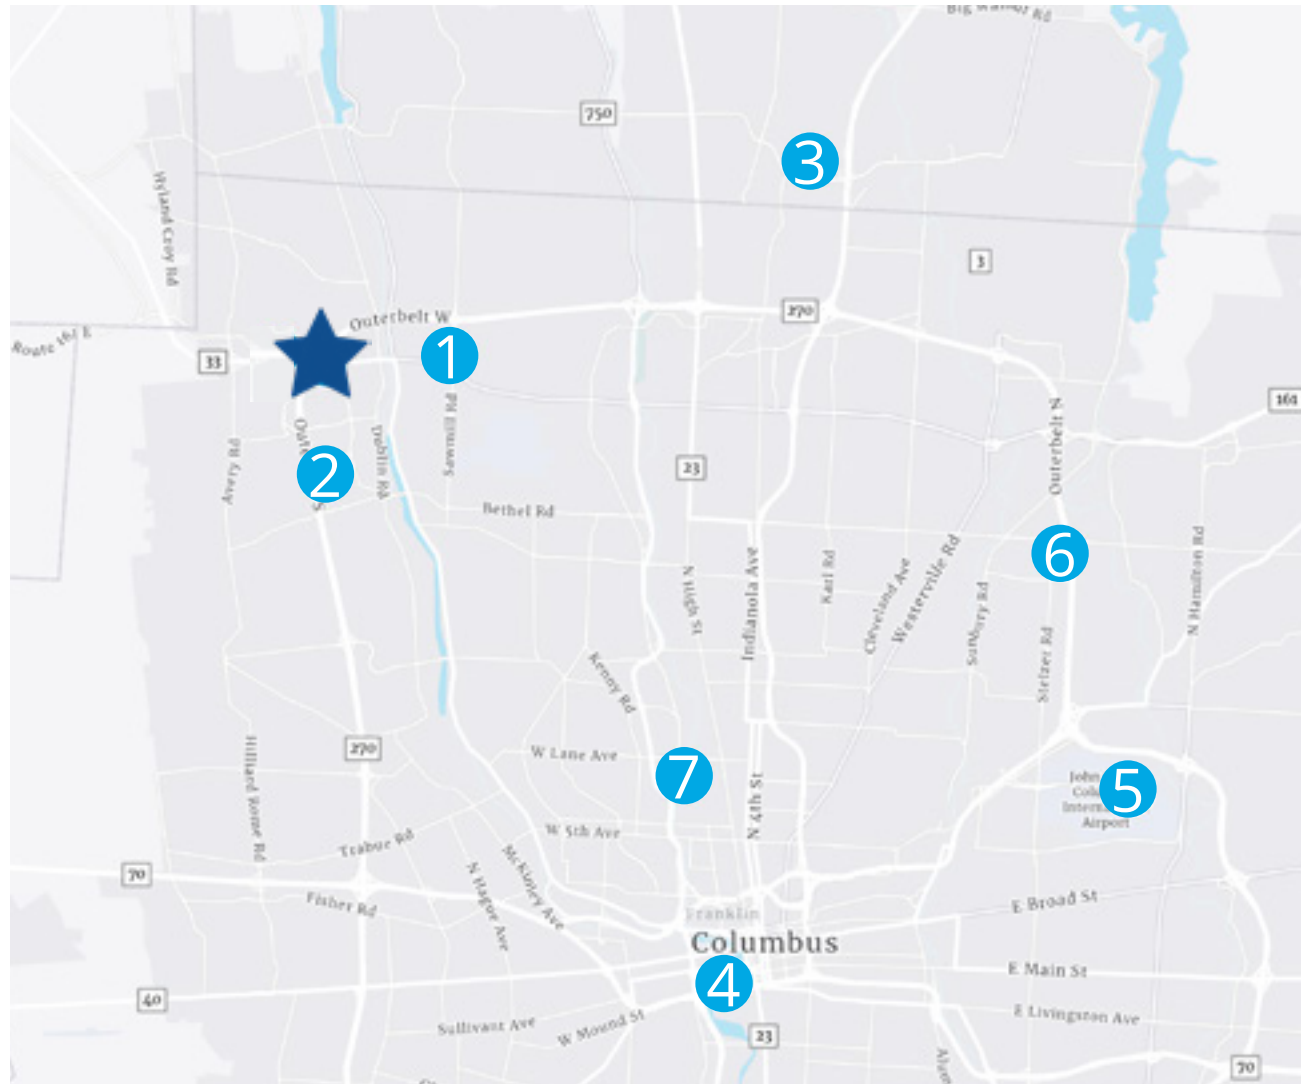 Big Walnut Rd
750
3
Hyland Croy Rd
3
270
Outerbelt W
Route 161 E
33
1
161
Outerbelt N
Avery Rd
Dublin Rd
Sawmill Rd
23
2
S
Bethel Rd
6
N High St
Indianola Ave
Karl Rd
Cleveland Ave
Westerville Rd
Sunbury Rd
Stelzer Rd
N Hamilton Rd
Kenny Rd
270
Hilliard Rome Rd
W Lane Ave
7
N 4th St
5
John
Airport
W 5th Ave
Trabue Rd
70
Fisher Rd
N Hague Ave
McKinley Ave
Franklin
Columbus
E Broad St
4
E Main St
40
Sullivant Ave
W Mound St
23
E Livingston Ave
70